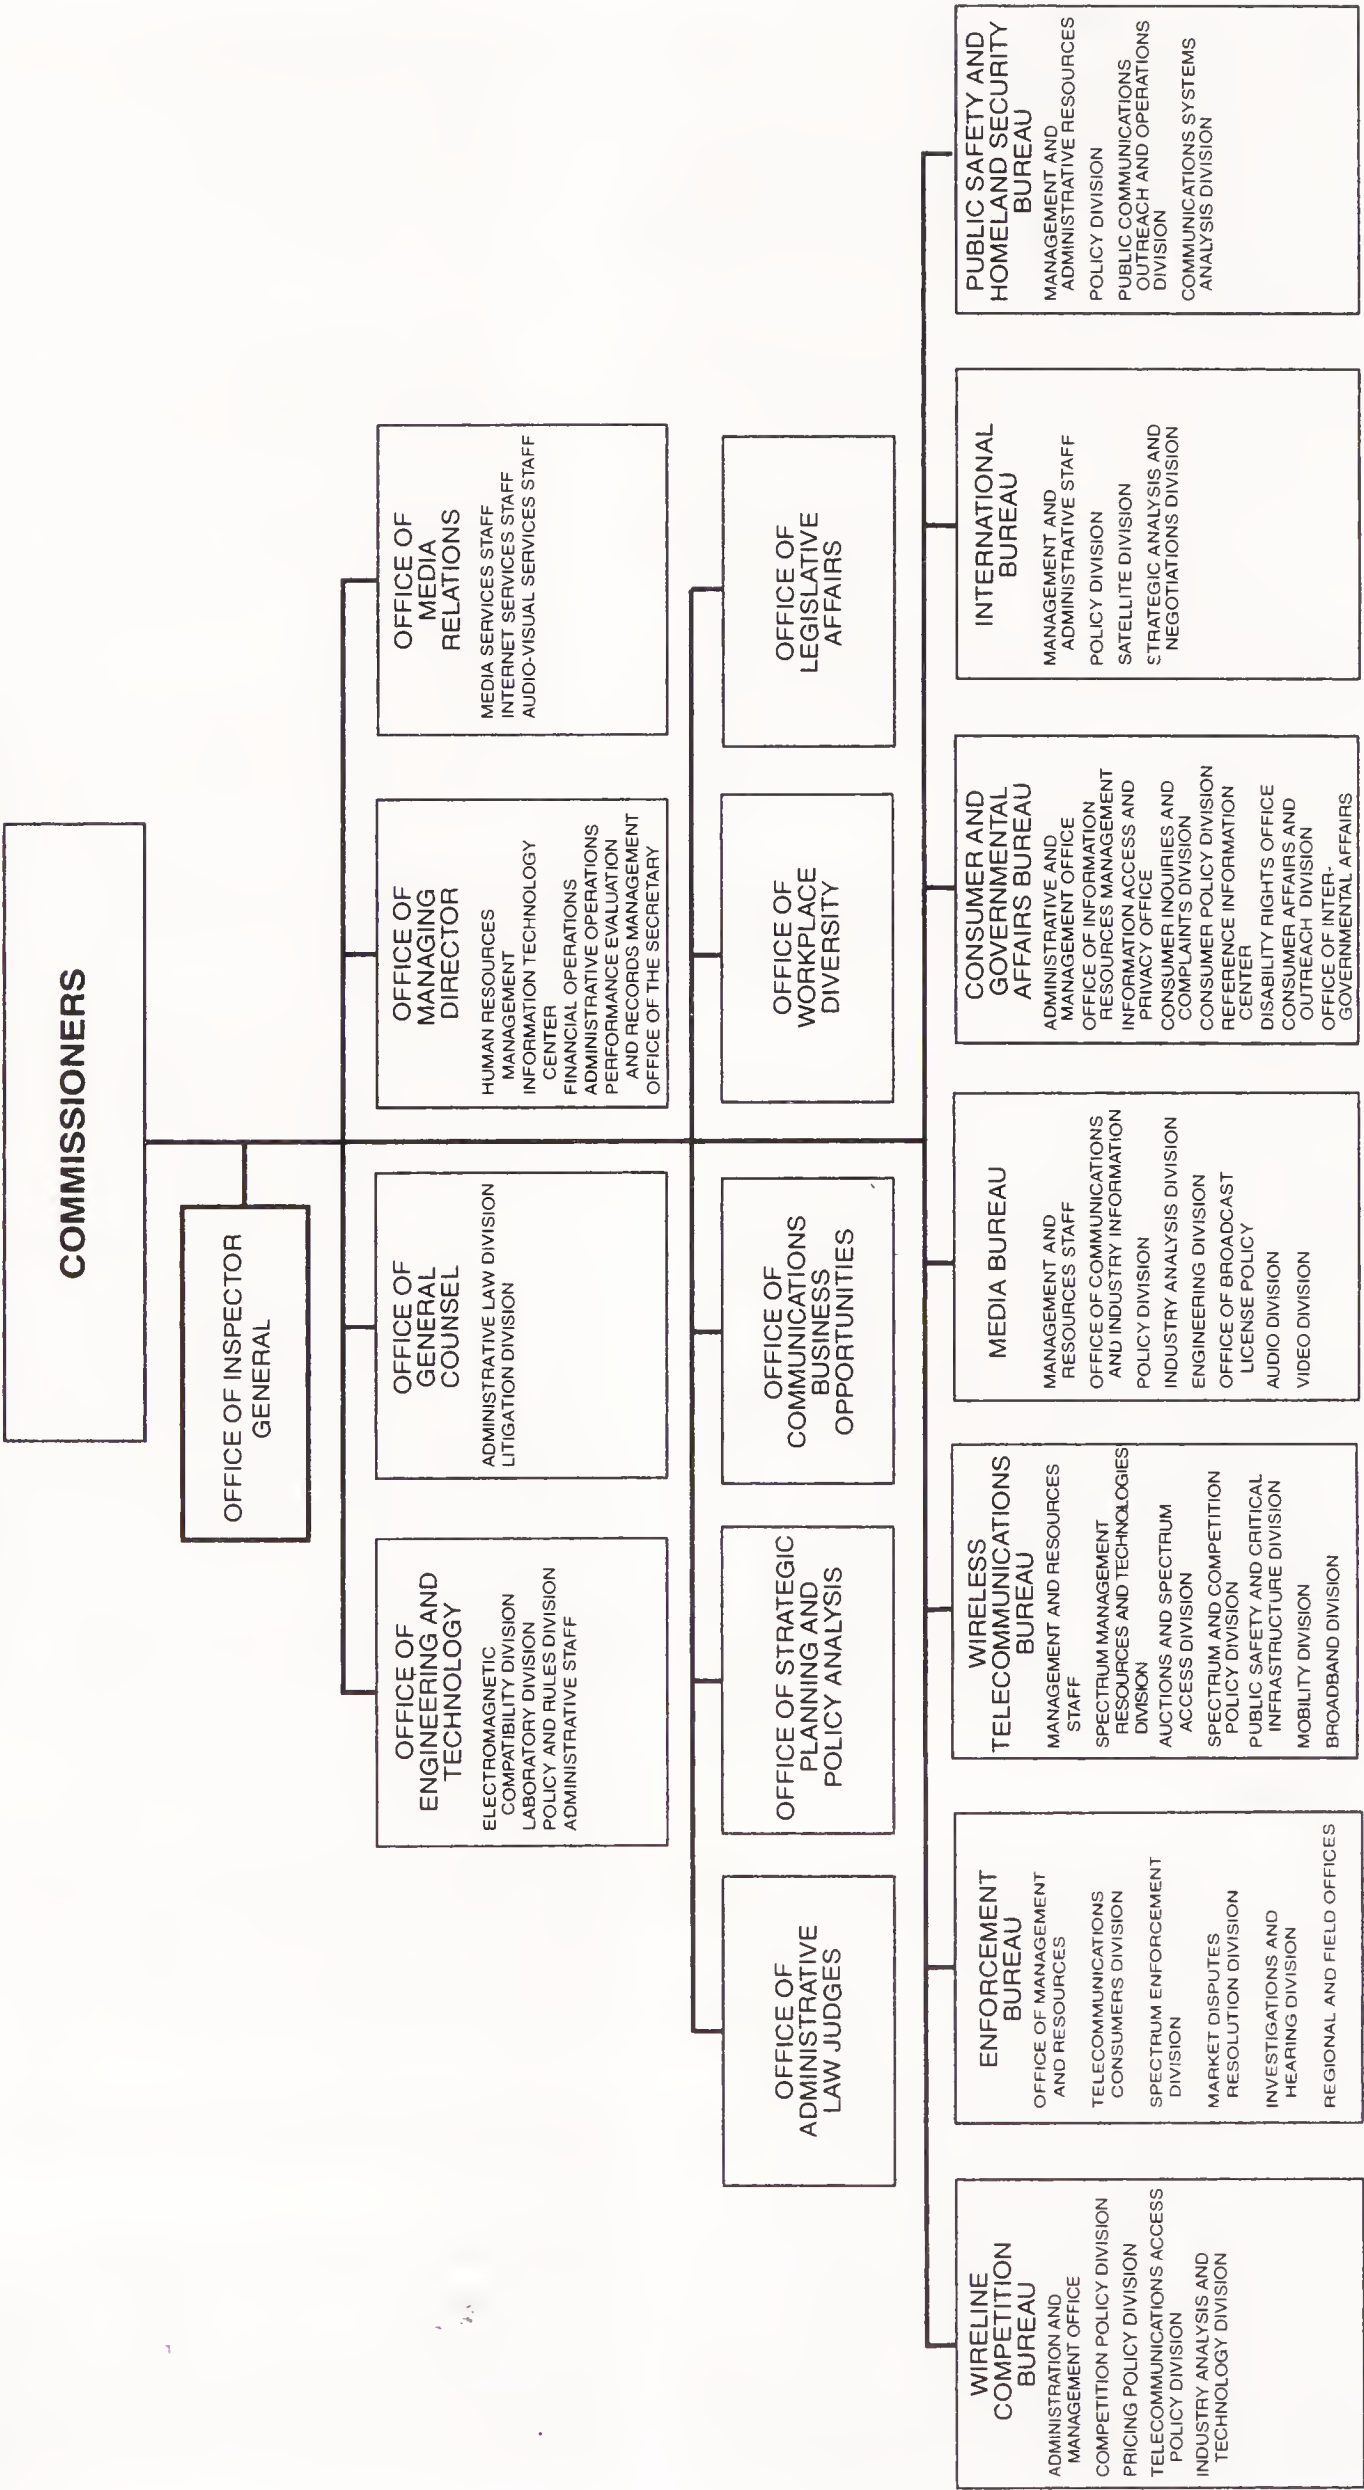 COMMISSIONERS
OFFICE OF INSPECTOR
GENERAL
OFFICE OF
ENGINEERING AND
TECHNOLOGY
ELECTROMAGNETIC
COMPATIBILITY DIVISION
LABORATORY DIVISION
POLICY AND RULES DIVISION
ADMINISTRATIVE STAFF
OFFICE OF
GENERAL
COUNSEL
ADMINISTRATIVE LAW DIVISION
LITIGATION DIVISION
OFFICE OF
MANAGING
DIRECTOR
HUMAN RESOURCES
MANAGEMENT
INFORMATION TECHNOLOGY
CENTER
FINANCIAL OPERATIONS
ADMINISTRATIVE OPERATIONS
PERFORMANCE EVALUATION
AND RECORDS MANAGEMENT
OFFICE OF THE SECRETARY
OFFICE OF
MEDIA
RELATIONS
MEDIA SERVICES STAFF
INTERNET SERVICES STAFF
AUDIO-VISUAL SERVICES STAFF
OFFICE OF
ADMINISTRATIVE
LAW JUDGES
OFFICE OF STRATEGIC
PLANNING AND
POLICY ANALYSIS
OFFICE OF
COMMUNICATIONS
BUSINESS
OPPORTUNITIES
OFFICE OF
WORKPLACE
DIVERSITY
OFFICE OF
LEGISLATIVE
AFFAIRS
WIRELINE
COMPETITION
BUREAU
ADMINISTRATION AND
MANAGEMENT OFFICE
COMPETITION POLICY DIVISION
PRICING POLICY DIVISION
TELECOMMUNICATIONS ACCESS
POLICY DIVISION
INDUSTRY ANALYSIS AND
TECHNOLOGY DIVISION
ENFORCEMENT
BUREAU
OFFICE OF MANAGEMENT
AND RESOURCES
TELECOMMUNICATIONS
CONSUMERS DIVISION
SPECTRUM ENFORCEMENT
DIVISION
MARKET DISPUTES
RESOLUTION DIVISION
INVESTIGATIONS AND
HEARING DIVISION
REGIONAL AND FIELD OFFICES
WIRELESS
TELECOMMUNICATIONS
BUREAU
MANAGEMENT AND RESOURCES
STAFF
SPECTRUM MANAGEMENT
RESOURCES AND TECHNOLOGIES
DIVISION
AUCTIONS AND SPECTRUM
ACCESS DIVISION
SPECTRUM AND COMPETITION
POLICY DIVISION
PUBLIC SAFETY AND CRITICAL
INFRASTRUCTURE DIVISION
MOBILITY DIVISION
BROADBAND DIVISION
MEDIA BUREAU
MANAGEMENT AND
RESOURCES STAFF
OFFICE OF COMMUNICATIONS
AND INDUSTRY INFORMATION
POLICY DIVISION
INDUSTRY ANALYSIS DIVISION
ENGINEERING DIVISION
OFFICE OF BROADCAST
LICENSE POLICY
AUDIO DIVISION
VIDEO DIVISION
CONSUMER AND
GOVERNMENTAL
AFFAIRS BUREAU
ADMINISTRATIVE AND
MANAGEMENT OFFICE
OFFICE OF INFORMATION
RESOURCES MANAGEMENT
INFORMATION ACCESS AND
PRIVACY OFFICE
CONSUMER INQUIRIES AND
COMPLAINTS DIVISION
CONSUMER POLICY DIVISION
REFERENCE INFORMATION
CENTER
DISABILITY RIGHTS OFFICE
CONSUMER AFFAIRS AND
OUTREACH DIVISION
OFFICE OF INTER-
GOVERNMENTAL AFFAIRS
INTERNATIONAL
BUREAU
MANAGEMENT AND
ADMINISTRATIVE STAFF
POLICY DIVISION
SATELLITE DIVISION
STRATEGIC ANALYSIS AND
NEGOTIATIONS DIVISION
PUBLIC SAFETY AND
HOMELAND SECURITY
BUREAU
MANAGEMENT AND
ADMINISTRATIVE RESOURCES
POLICY DIVISION
PUBLIC COMMUNICATIONS
OUTREACH AND OPERATIONS
DIVISION
COMMUNICATIONS SYSTEMS
ANALYSIS DIVISION